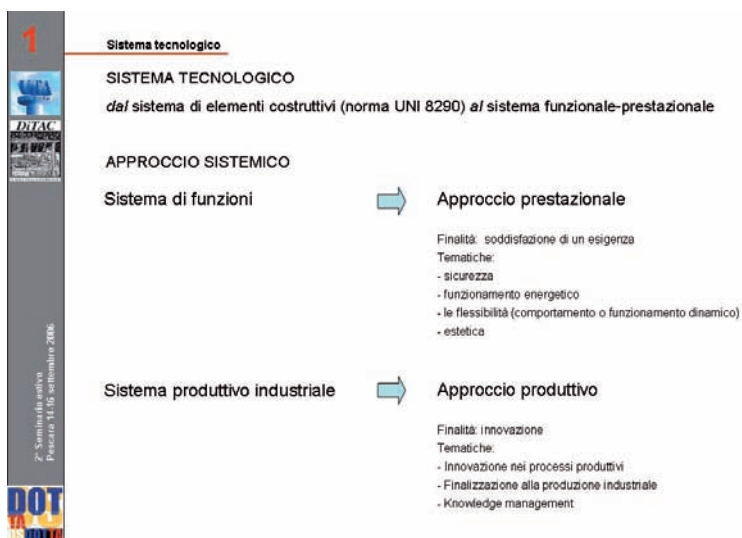 1
Sistema tecnologico
SISTEMA TECNOLOGICO
dal sistema di elementi costruttivi (norma UNI 8290) al sistema funzionale-prestazionale
APPROCCIO SISTEMICO
Sistema di funzioni
Approccio prestazionale
Finalità: soddisfazione di un esigenza
Tematiche:
- sicurezza
- funzionamento energetico
- le flessibilità (comportamento o funzionamento dinamico)
- estetica
Sistema produttivo industriale
Approccio produttivo
Finalità: innovazione
Tematiche:
- Innovazione nei processi produttivi
- Finalizzazione alla produzione industriale
- Knowledge management
DiTAC
2° Seminario estivo
Pescara 14.16 settembre 2006
DOT
TA